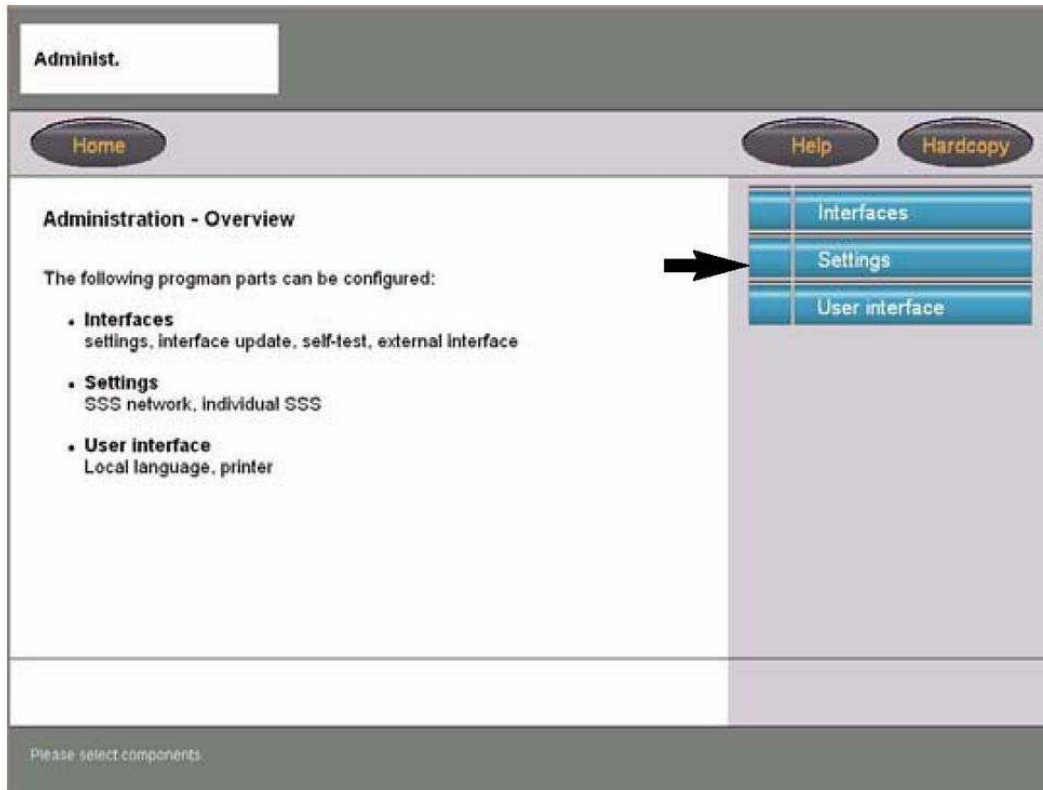 Administ.
Home
Help
Hardcopy
Administration - Overview
The following progman parts can be configured:
• Interfaces
settings, interface update, self-test, external interface
• Settings
SSS network, individual SSS
• User interface
Local language, printer
Interfaces
Settings
User interface
Please select components